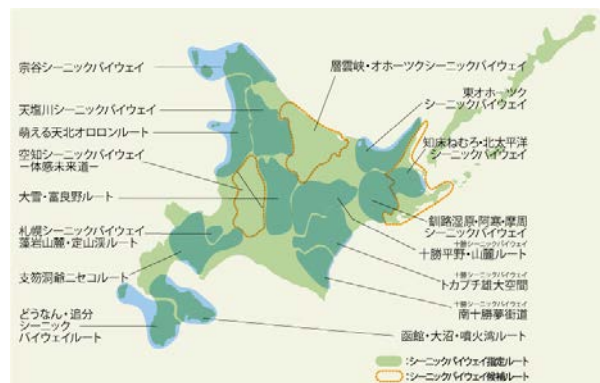 宗谷シーニックバイウェイ
天塩川シーニックバイウェイ
萌える天北オロロンルート
空知シーニックバイウェイ
ー体感未来道ー
大雪・富良野ルート
札幌シーニックバイウェイ
藻岩山麓・定山渓ルート
支笏洞爺ニセコルート
どうなん・追分
シーニック
バイウェイルート
層雲峡・オホーツクシーニックバイウェイ
東オホーツク
シーニックバイウェイ
知床ねむろ・北太平洋
シーニックバイウェイ
釧路湿原・阿寒・摩周
シーニックバイウェイ
十勝シーニックバイウェイ
十勝平野・山麓ルート
十勝シーニックバイウェイ
トカプチ雄大空間
十勝シーニックバイウェイ
南十勝夢街道
函館・大沼・噴火湾ルート
:シーニックバイウェイ指定ルート
:シーニックバイウェイ候補ルート